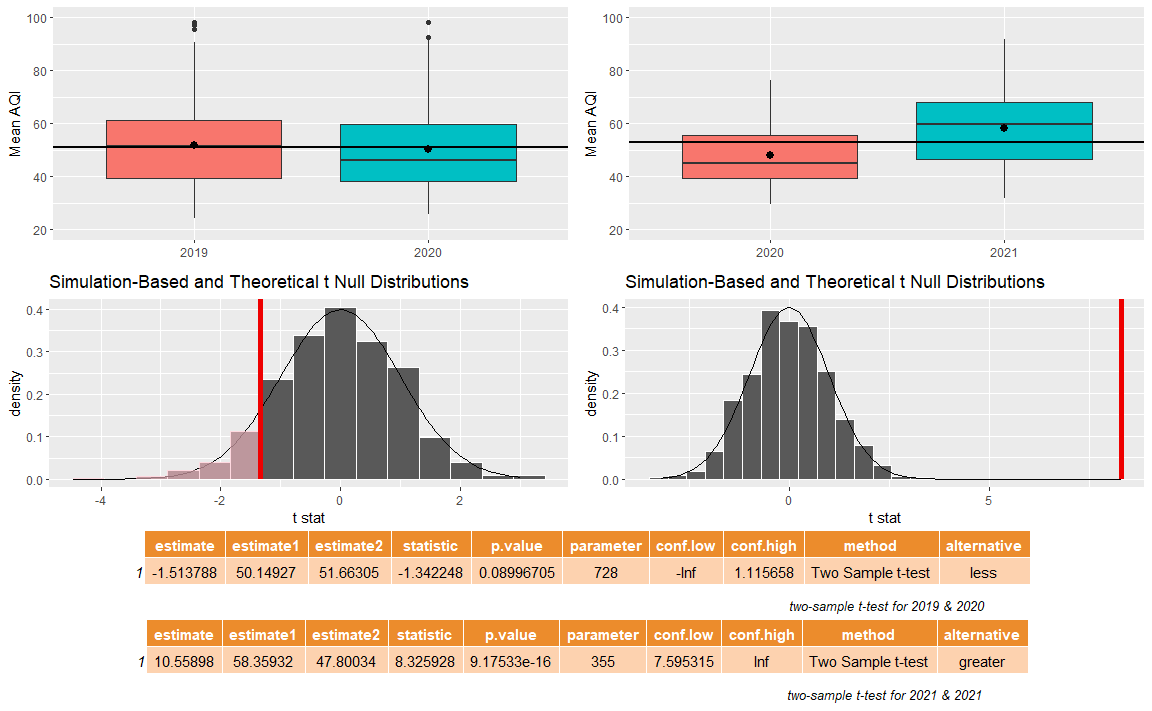 100
80
60
40
20
Mean AQI
2019
2020
100
80
60
40
20
Mean AQI
2020
2021
Simulation-Based and Theoretical t Null Distributions
0.4
0.3
0.2
0.1
0.0
density
-4
-2
0
2
t stat
Simulation-Based and Theoretical t Null Distributions
0.4
0.3
0.2
0.1
0.0
density
0
5
t stat
estimate estimate1 estimate2 statistic p.value parameter conf.low conf.high method alternative
1 -1.513788 50.14927 51.66305 -1.342248 0.08996705 728 -Inf 1.115658 Two Sample t-test less
two-sample t-test for 2019 & 2020
estimate estimate1 estimate2 statistic p.value parameter conf.low conf.high method alternative
1 10.55898 58.35932 47.80034 8.325928 9.17533e-16 355 7.595315 Inf Two Sample t-test greater
two-sample t-test for 2021 & 2021